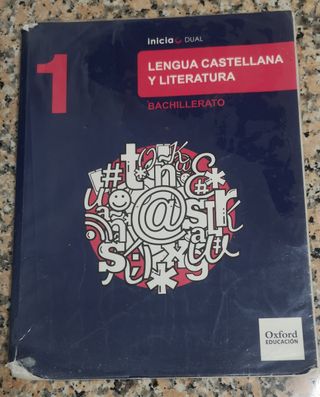 inicia DUAL
1
LENGUA CASTELLANA
Y LITERATURA
BACHILLERATO
Oxford
EDUCACIÓN